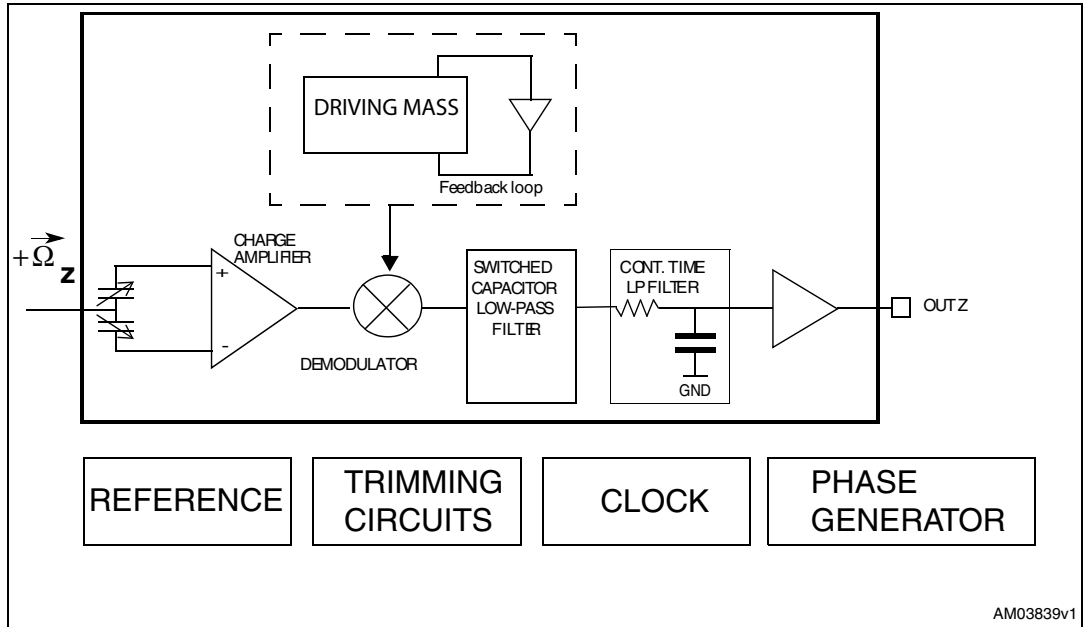 DRIVING MASS
Feedback loop
+Ω
z
CHARGE
AMPLIFIER
+
-
DEMODULATOR
SWITCHED
CAPACITOR
LOW-PASS
FILTER
CONT. TIME
LP FILTER
GND
OUTZ
REFERENCE
TRIMMING
CIRCUITS
CLOCK
PHASE
GENERATOR
AM03839v1